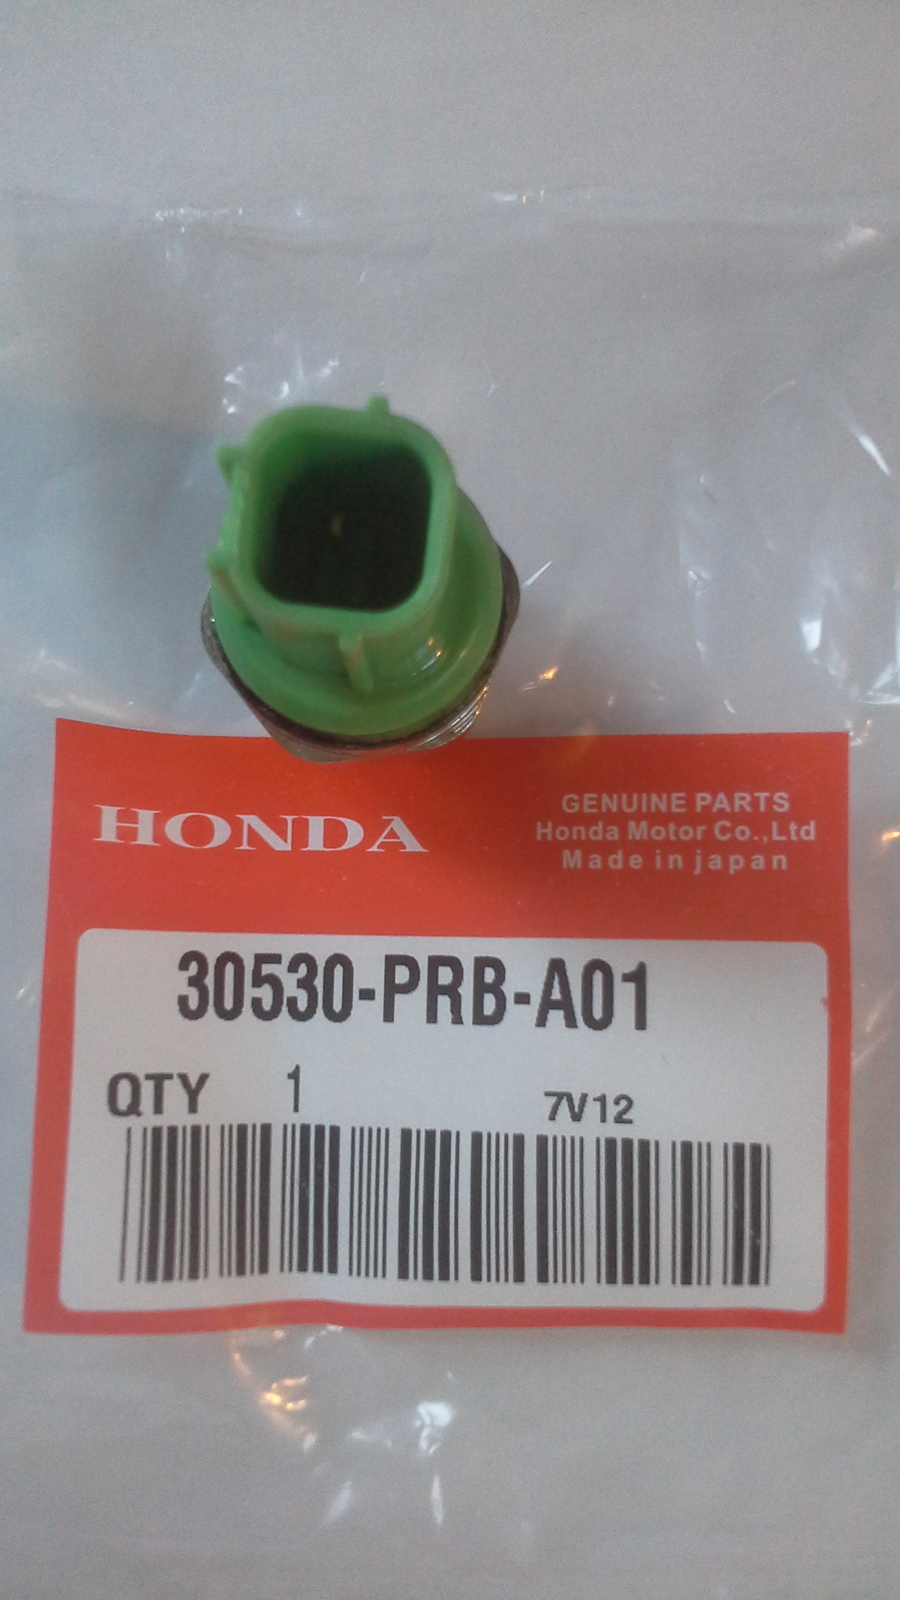 HONDA
GENUINE PARTS
Honda Motor Co.,Ltd
Made in japan
30530-PRB-A01
QTY 1
7V12